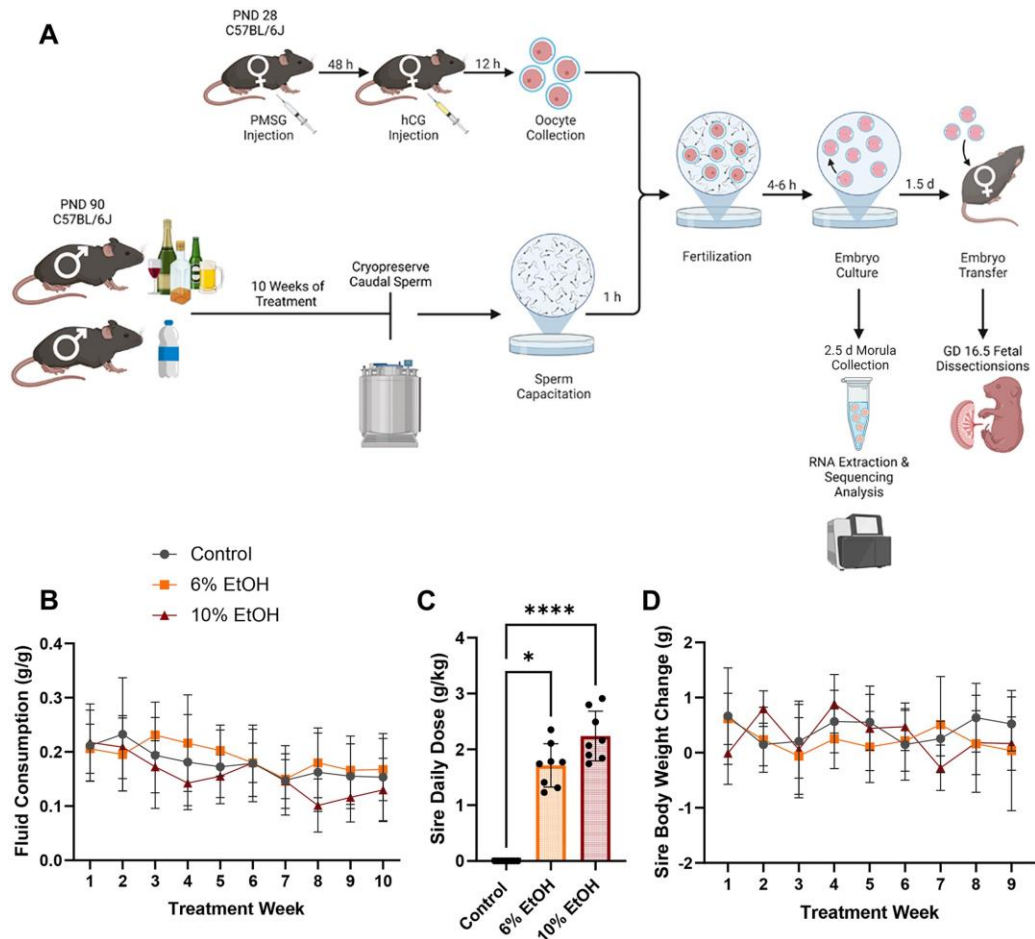 A
PND 28
C57BL/6J
48 h
12 h
PMSG
Injection
hCG
Injection
Oocyte
Collection
PND 90
C57BL/6J
10 Weeks of
Treatment
Cryopreserve
Caudal Sperm
1 h
Sperm
Capacitation
Fertilization
4-6 h
Embryo
Culture
1.5 d
Embryo
Transfer
2.5 d Morula
Collection
RNA Extraction &
Sequencing
Analysis
GD 16.5 Fetal
Dissectionsions
Control
6% EtOH
10% EtOH
B
Fluid Consumption (g/g)
0.4
0.3
0.2
0.1
0.0
1 2 3 4 5 6 7 8 9 10
Treatment Week
C
Sire Daily Dose (g/kg)
****
*
4
3
2
1
0
Control
6% EtOH
10% EtOH
D
Sire Body Weight Change (g)
2
1
0
-1
-2
1 2 3 4 5 6 7 8 9
Treatment Week